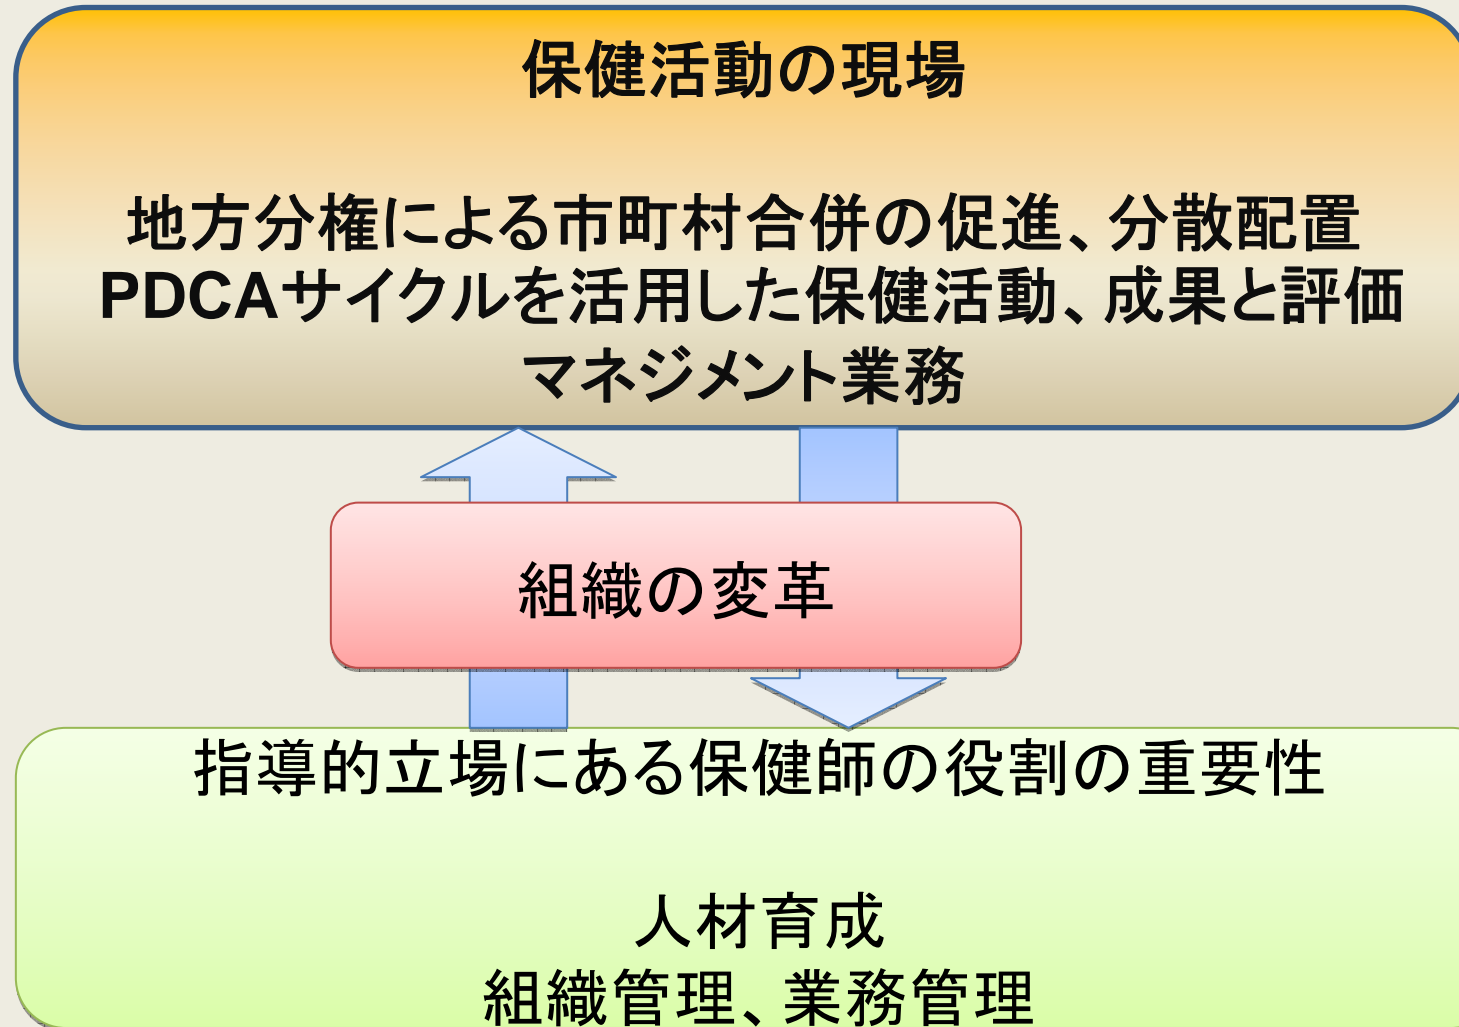 保健活動の現場
地方分権による市町村合併の促進、分散配置
PDCAサイクルを活用した保健活動、成果と評価
マネジメント業務
組織の変革
指導的立場にある保健師の役割の重要性
人材育成
組織管理、業務管理